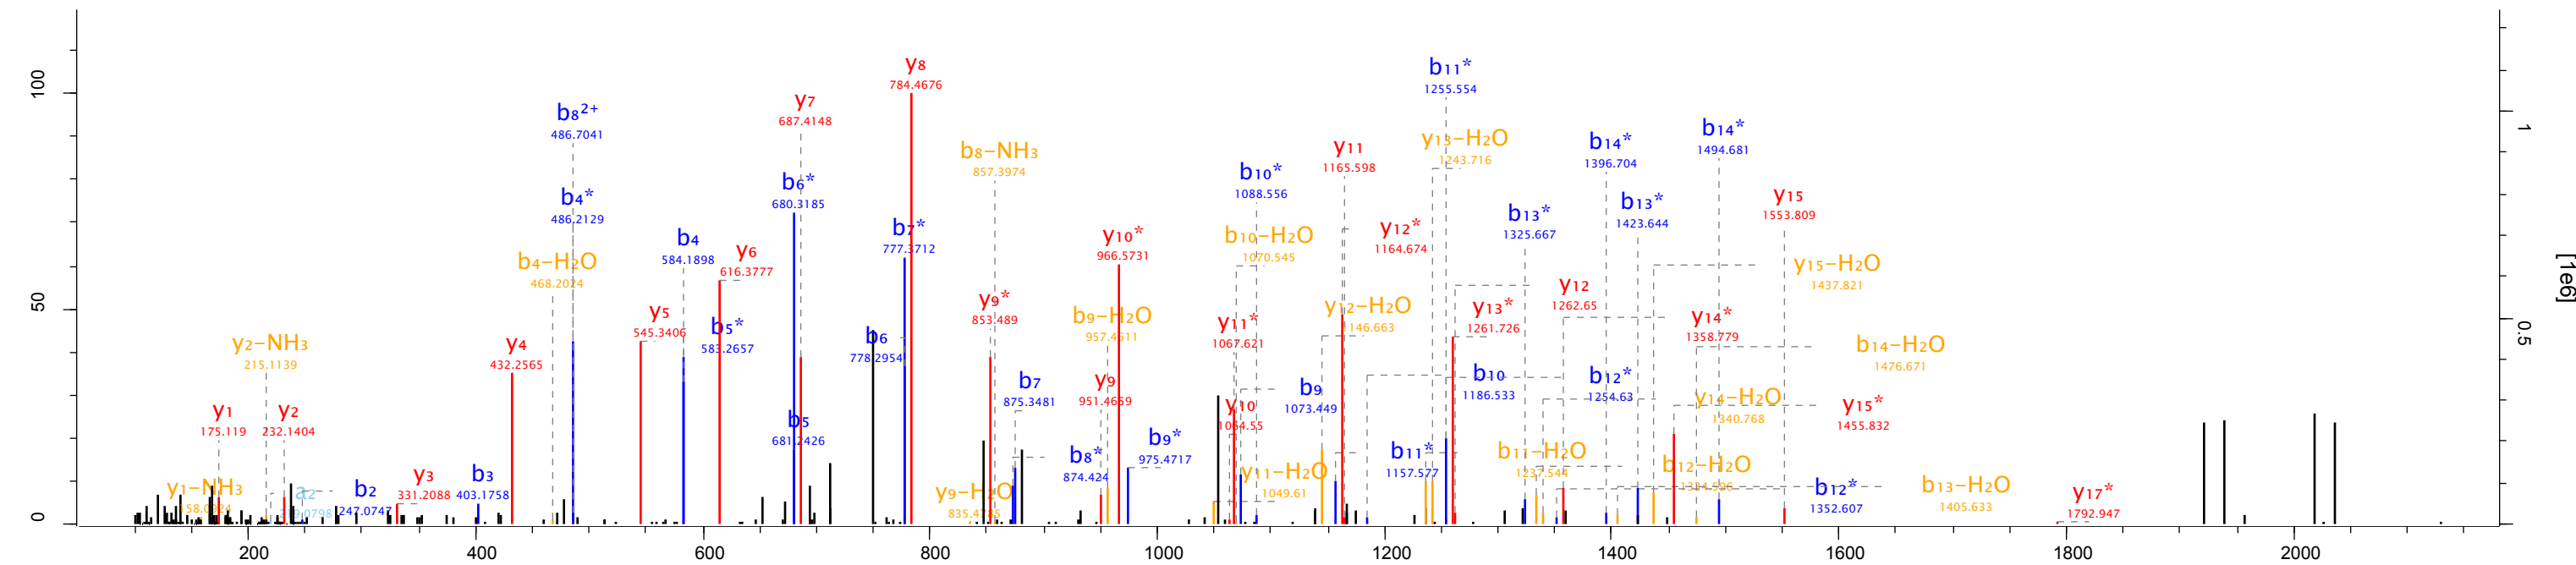 b₁₁*
1255.554
y₈
784.4676
y₇
687.4148
b₈²⁺
486.7041
b₁₄*
1494.681
b₁₄*
1396.704
y₁₃-H₂O
1243.716
y₁₁
1165.598
b₈-NH₃
857.3974
b₁₀*
1088.556
b₆*
680.3185
b₄*
486.2129
y₁₅
1553.809
b₁₃*
1423.644
b₁₃*
1325.667
y₁₂*
1164.674
b₇*
777.3712
y₁₀*
966.5731
b₁₀-H₂O
1070.545
b₄
584.1898
y₆
616.3777
b₄-H₂O
468.2024
y₁₅-H₂O
1437.821
y₁₂
1262.65
y₉*
853.489
y₁₃*
1261.726
y₁₂-H₂O
1146.663
y₅
545.3406
b₅*
583.2657
b₉-H₂O
957.4611
y₁₁*
1067.621
y₁₄*
1358.779
b₆
778.2954
y₄
432.2565
y₂-NH₃
215.1139
b₁₄-H₂O
1476.671
b₇
875.3481
y₉
951.4659
b₉
1073.449
b₁₀
1186.533
b₁₂*
1254.63
y₁₄-H₂O
1340.768
y₁
175.119
y₂
232.1404
y₁₀
1064.55
y₁₅*
1455.832
b₅
681.2426
b₉*
975.4717
b₈*
874.424
b₁₁*
1157.577
b₁₁-H₂O
1237.544
b₁₂-H₂O
y₁₁-H₂O
1049.61
y₃
331.2088
b₃
403.1758
b₂
247.0747
y₁-NH₃
a₂
y₉-H₂O
b₁₂*
1352.607
b₁₃-H₂O
1405.633
y₁₇*
1792.947
100
50
0
1
0.5
[1e6]
200 400 600 800 1000 1200 1400 1600 1800 2000